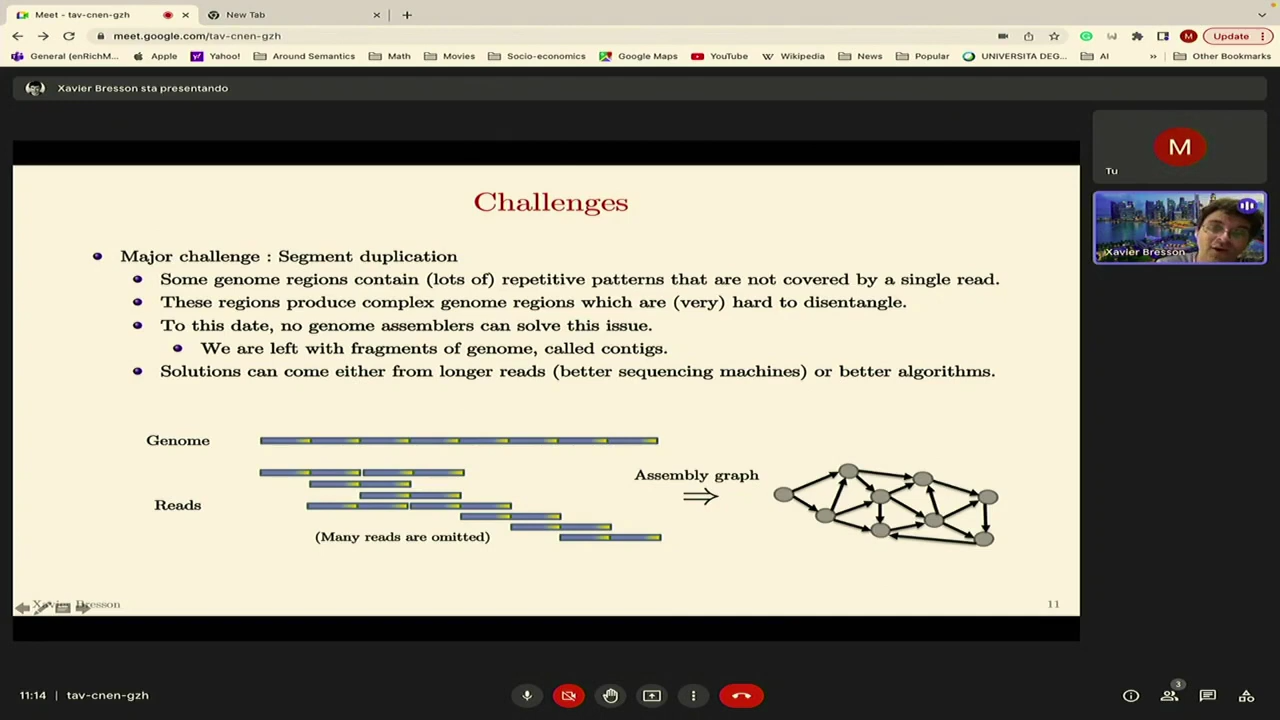 Meet - tav-cnen-gzh
New Tab
meet.google.com/tav-cnen-gzh
M
Update
General (enRichM...
Apple
Yahoo!
Around Semantics
Math
Movies
Socio-economics
Google Maps
YouTube
Wikipedia
News
Popular
UNIVERSITA DEG...
AI
»
Other Bookmarks
Xavier Bresson sta presentando
M
Tu
Xavier Bresson
Challenges
Major challenge : Segment duplication
Some genome regions contain (lots of) repetitive patterns that are not covered by a single read.
These regions produce complex genome regions which are (very) hard to disentangle.
To this date, no genome assemblers can solve this issue.
We are left with fragments of genome, called contigs.
Solutions can come either from longer reads (better sequencing machines) or better algorithms.
Genome
Reads
(Many reads are omitted)
Assembly graph
⇒
Xavier Bresson
11
11:14 | tav-cnen-gzh
3